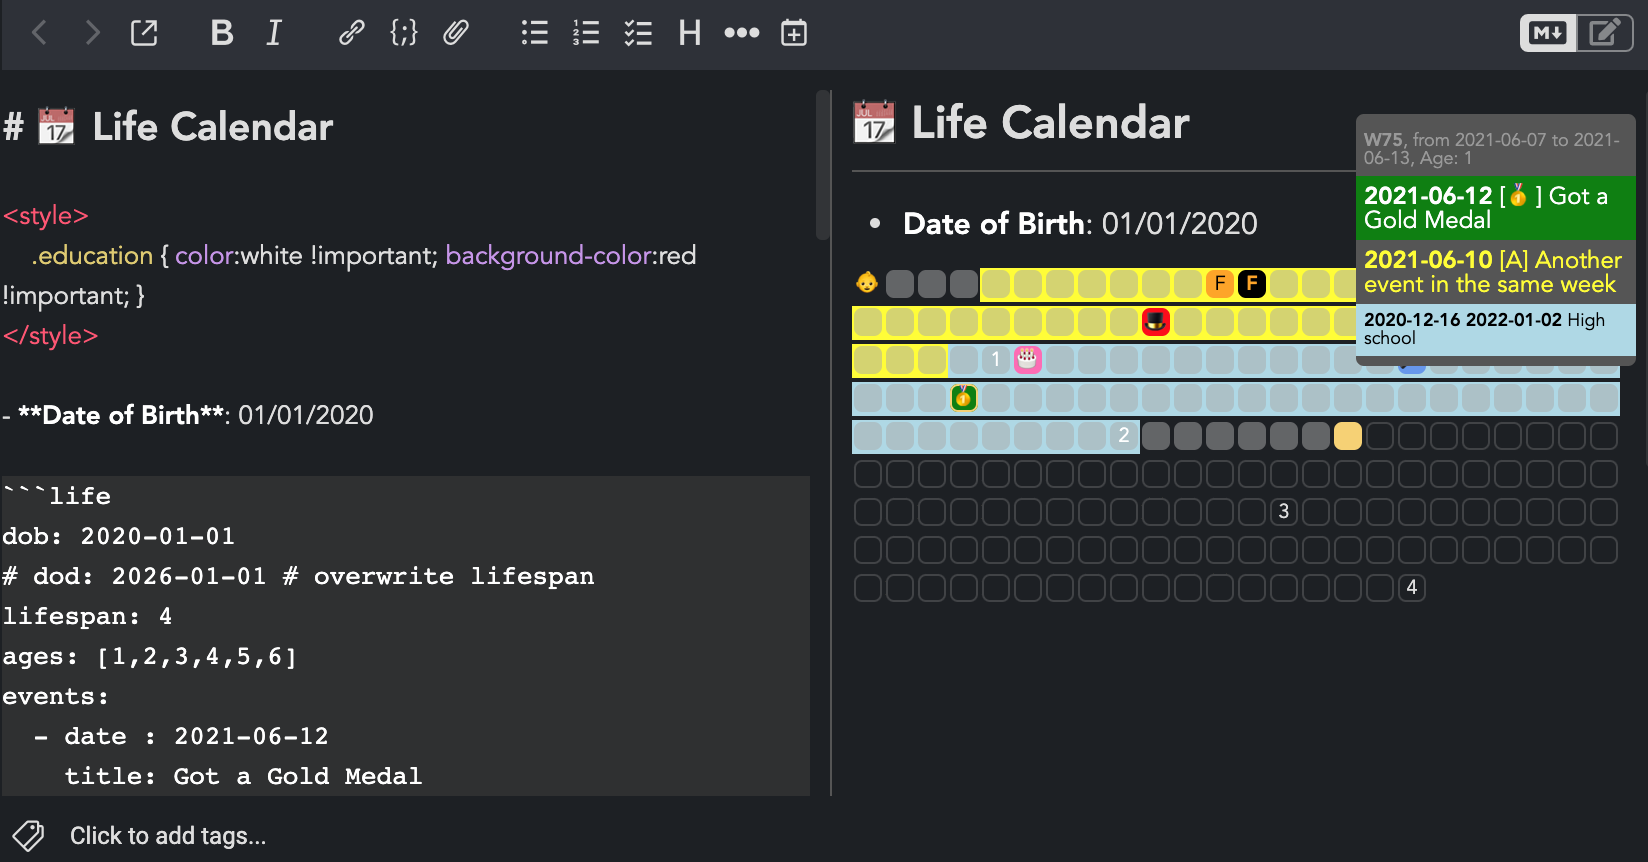 B I H
M
# Life Calendar
<style>
.education { color:white !important; background-color:red
!important; }
</style>
- **Date of Birth**: 01/01/2020
```life
dob: 2020-01-01
# dod: 2026-01-01 # overwrite lifespan
lifespan: 4
ages: [1,2,3,4,5,6]
events:
- date : 2021-06-12
title: Got a Gold Medal
Click to add tags...
JUL 17 Life Calendar
• Date of Birth: 01/01/2020
F F
1
2
3
4
W75, from 2021-06-07 to 2021-
06-13, Age: 1
2021-06-12 [🏅] Got a
Gold Medal
2021-06-10 [A] Another
event in the same week
2020-12-16 2022-01-02 High
school